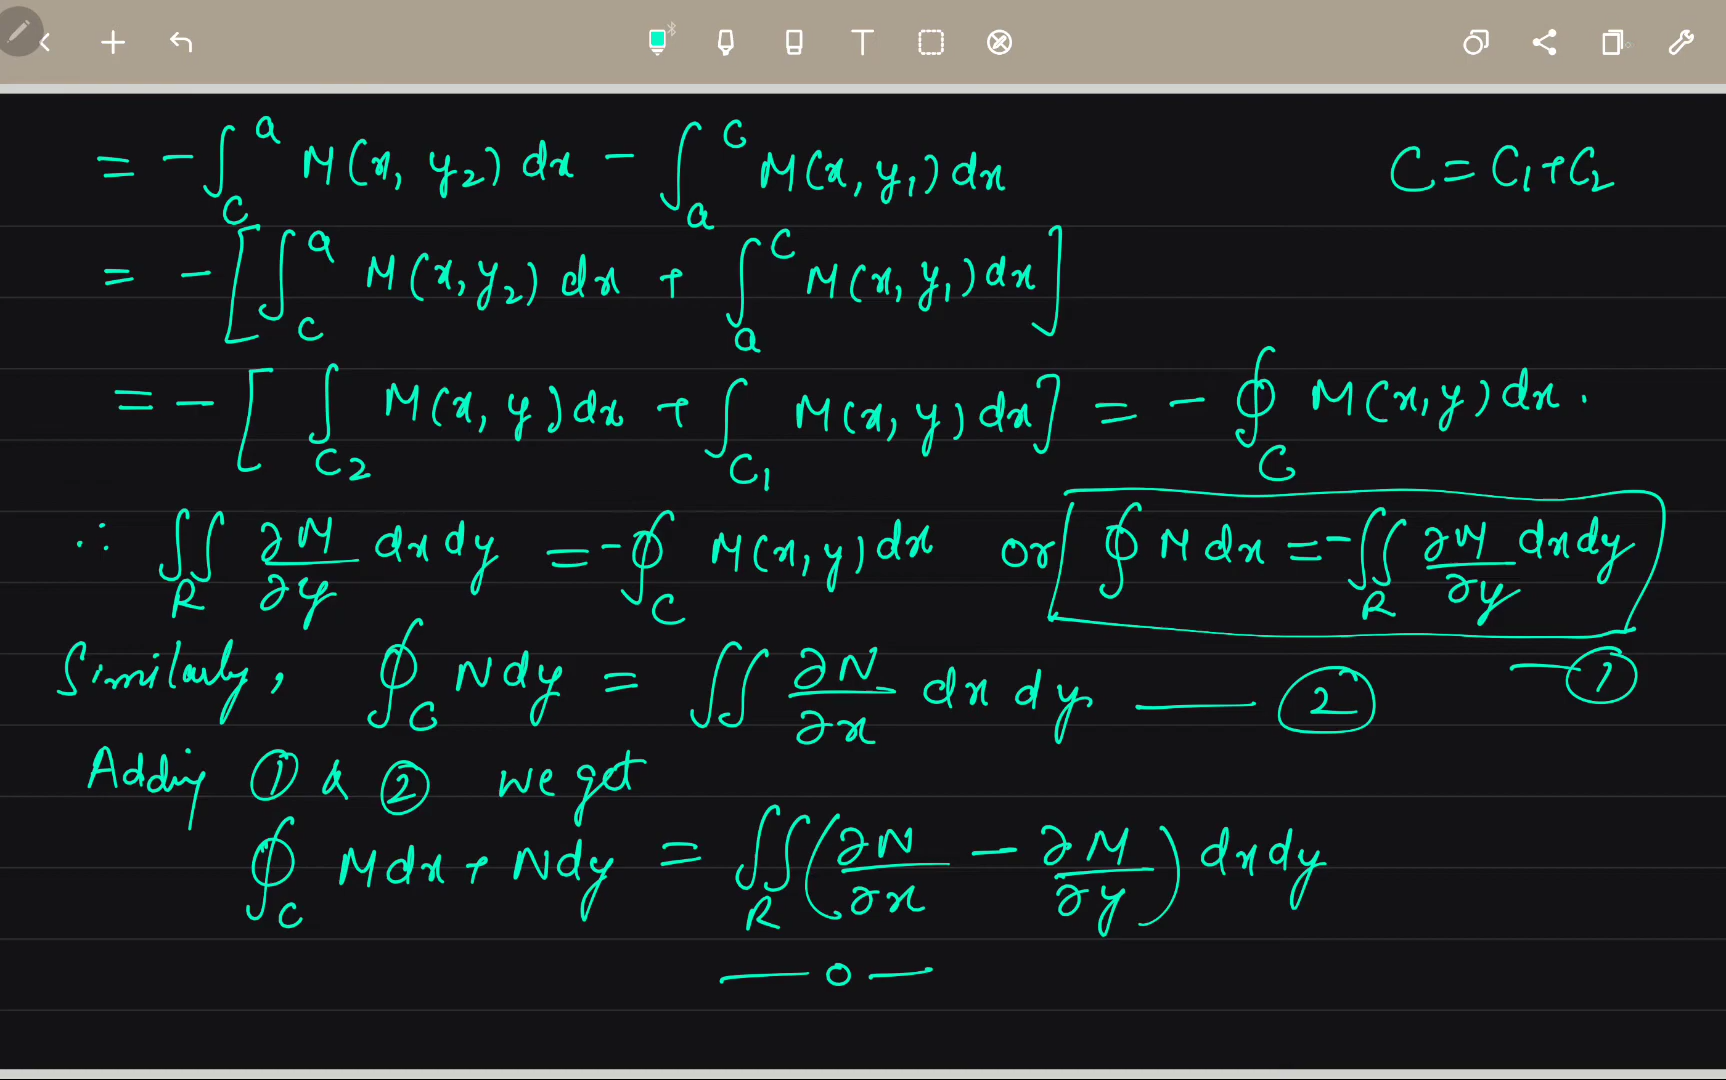 = -∫_C^a M(x, y₂) dx - ∫_a^C M(x, y₁) dx C = C₁+C₂
= -[∫_C^a M(x, y₂) dx + ∫_a^C M(x, y₁) dx]
= -[∫_{C₂} M(x, y) dx + ∫_{C₁} M(x, y) dx] = -∮_C M(x, y) dx.
∴ ∬_R ∂M/∂y dx dy = -∮_C M(x, y) dx or ∮ M dx = -∬_R ∂M/∂y dx dy
— ①
Similarly, ∮_C N dy = ∬ ∂N/∂x dx dy — ②
Adding ① & ② we get
∮_C M dx + N dy = ∬_R (∂N/∂x - ∂M/∂y) dx dy
— o —